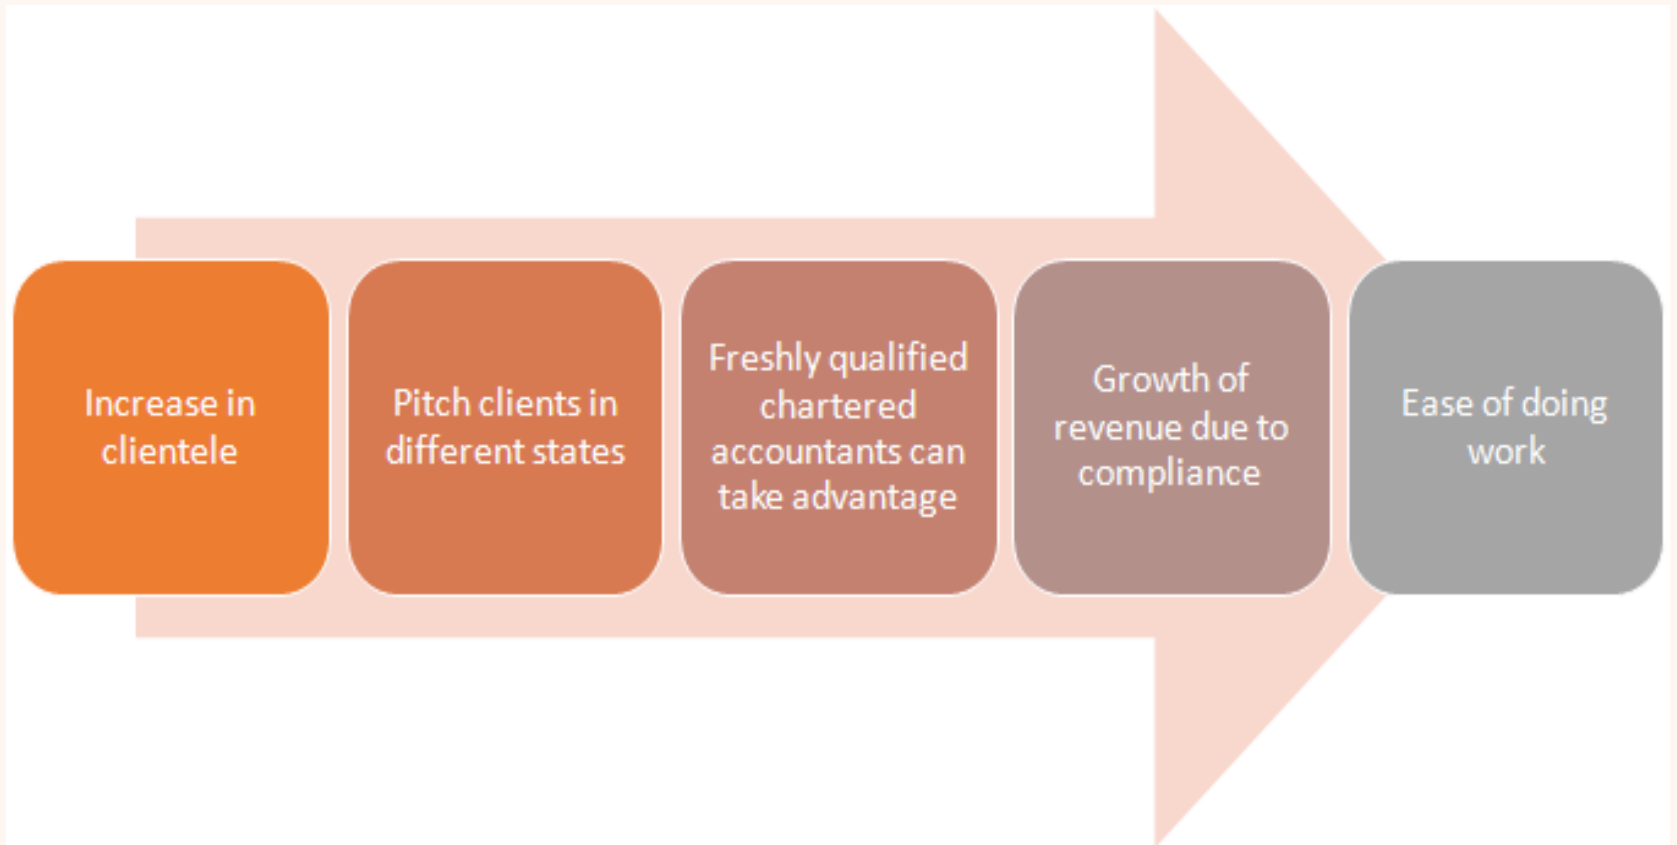 Increase in
clientele
Pitch clients in
different states
Freshly qualified
chartered
accountants can
take advantage
Growth of
revenue due to
compliance
Ease of doing
work